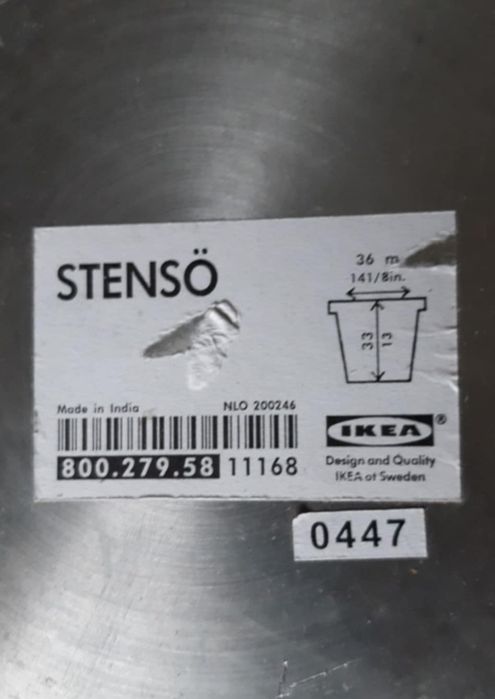 STENSÖ
36 m
141/8in.
33
13
Made in India
NLO 200246
800.279.58 11168
IKEA®
Design and Quality
IKEA of Sweden
0447